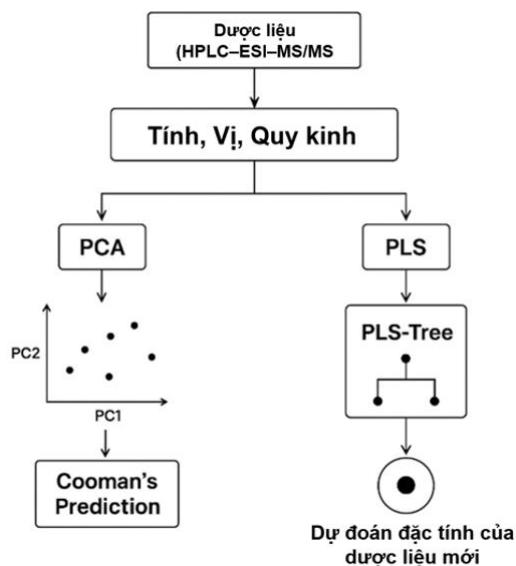 Dược liệu
(HPLC–ESI–MS/MS
Tính, Vị, Quy kinh
PCA
PLS
PC2
PC1
PLS-Tree
Cooman's
Prediction
Dự đoán đặc tính của
dược liệu mới